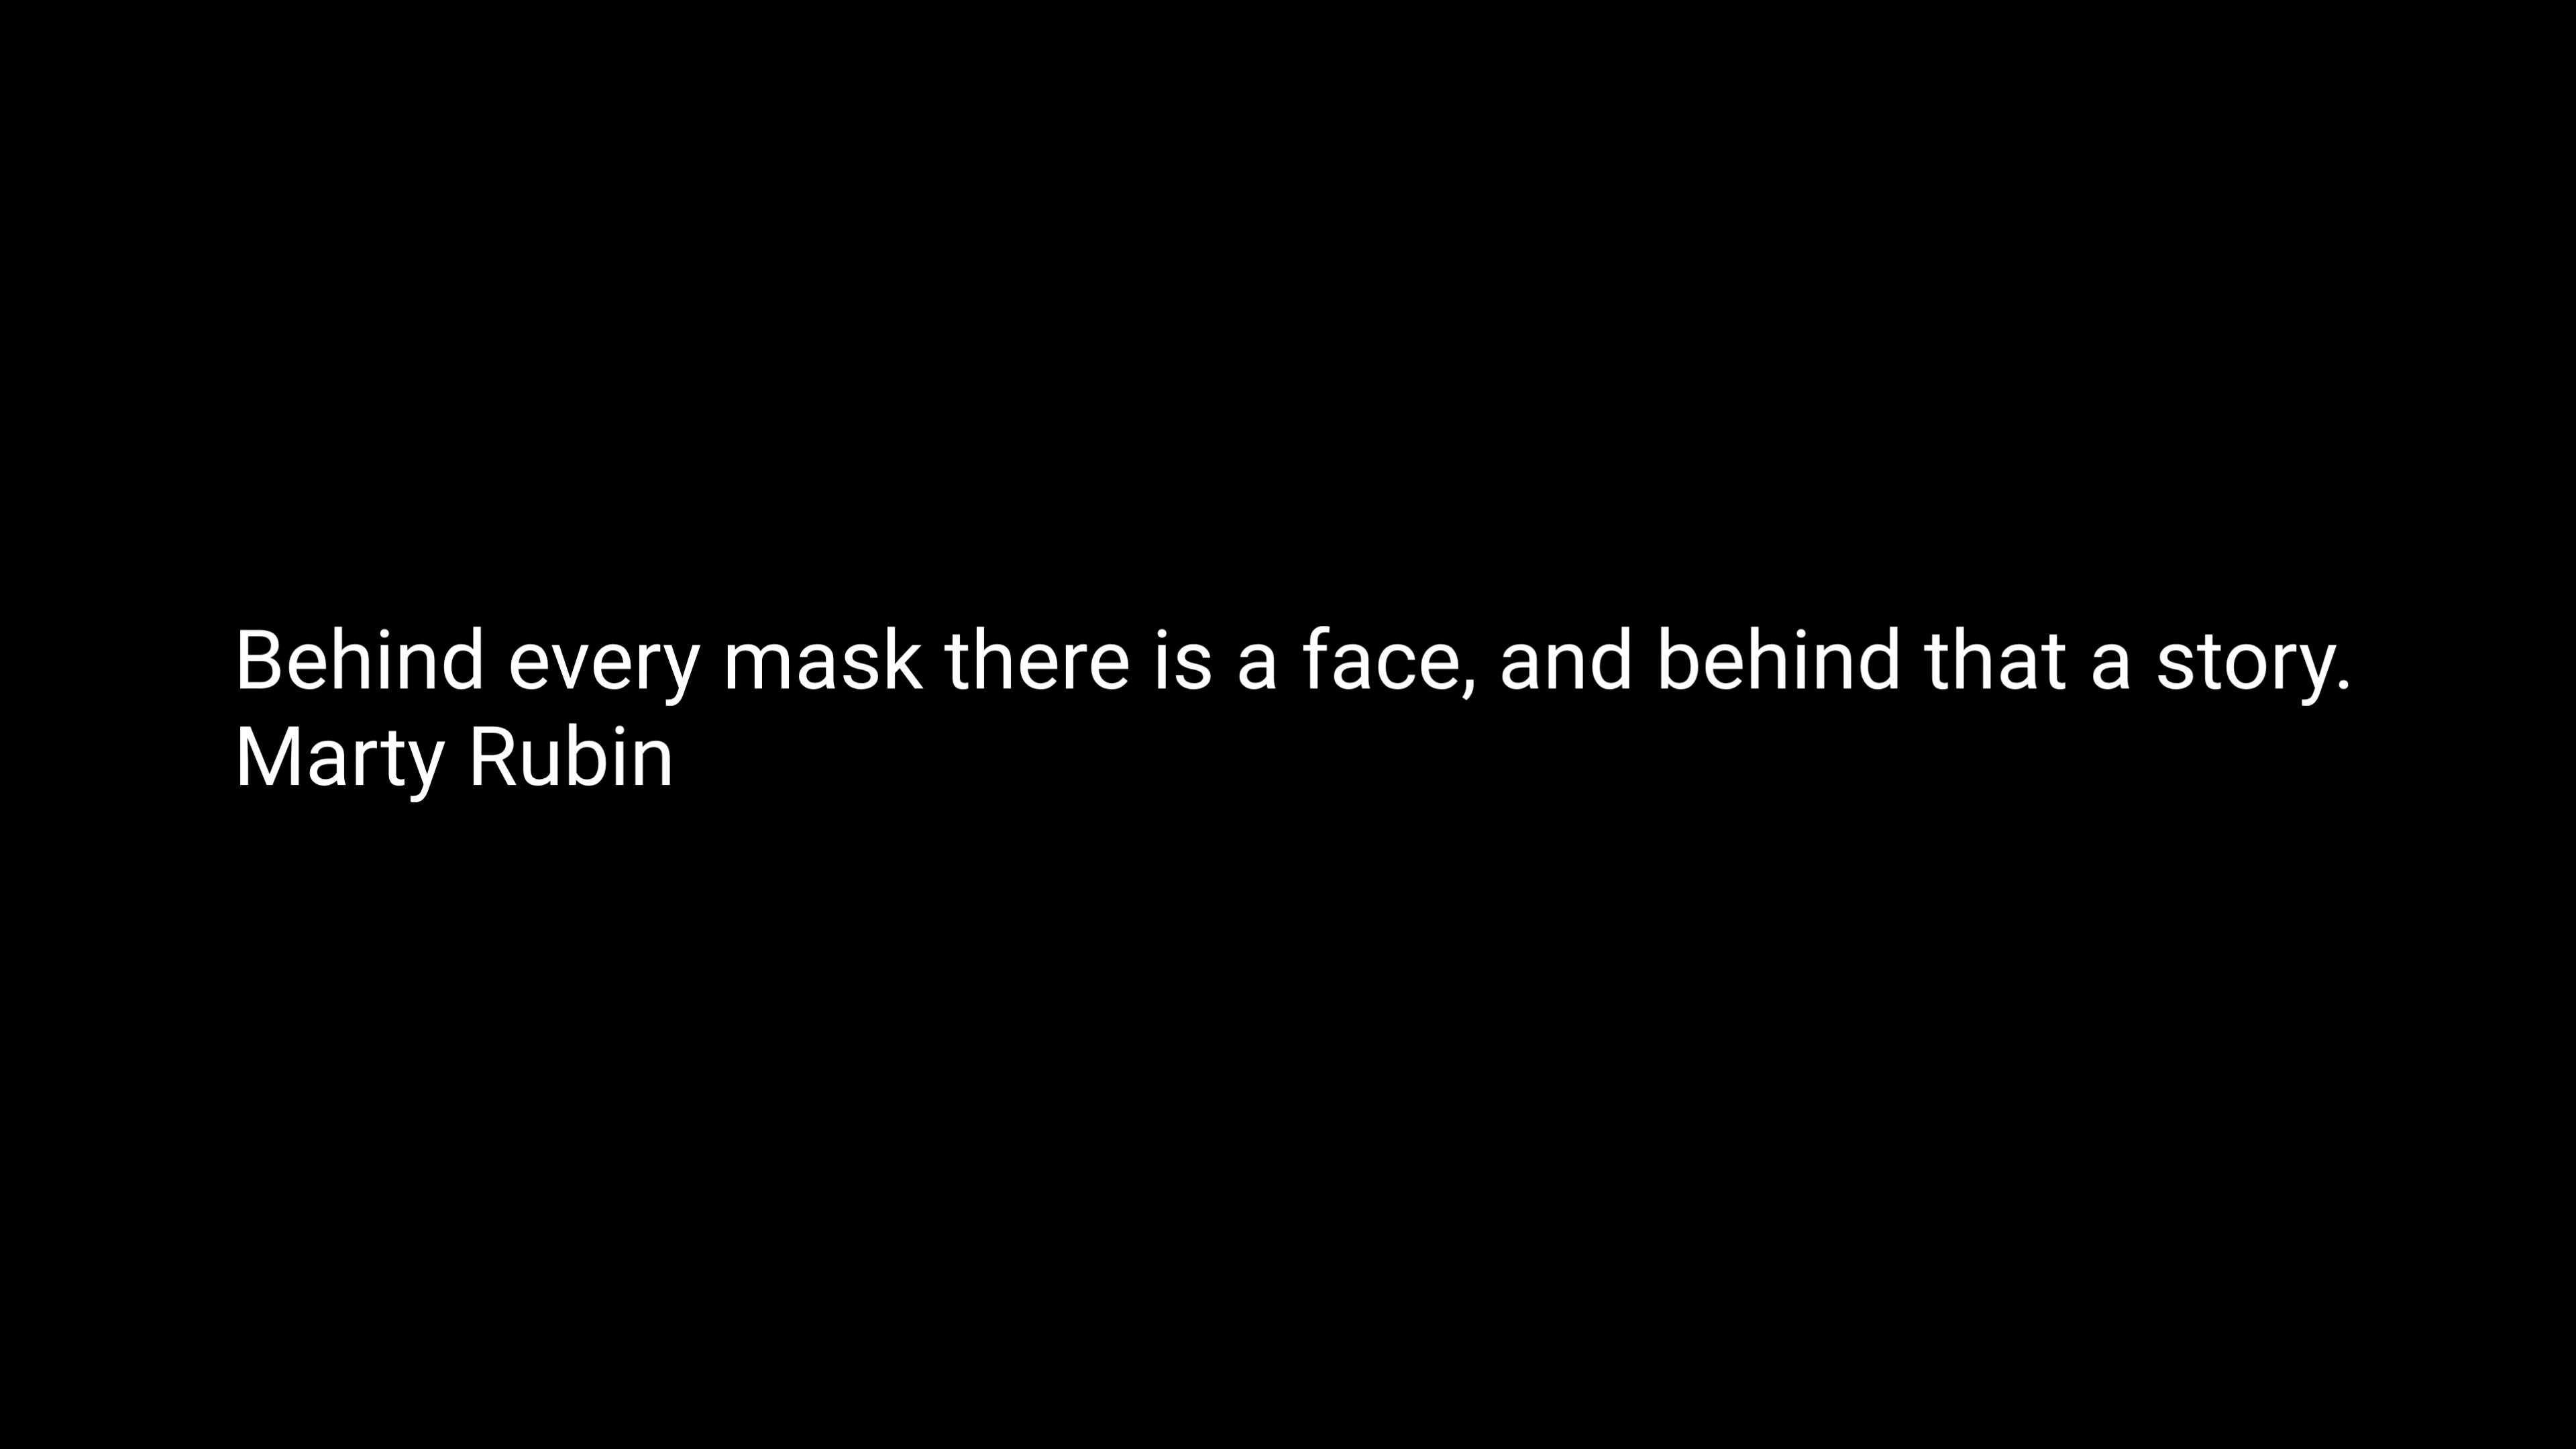 Behind every mask there is a face, and behind that a story.
Marty Rubin